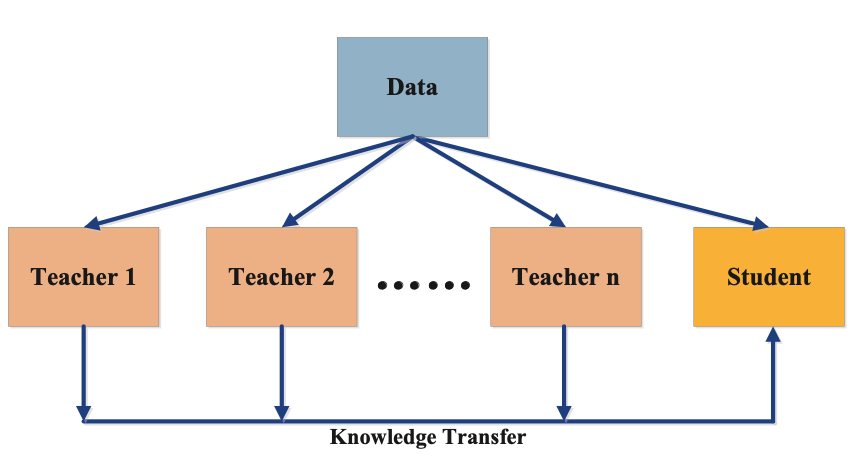 Data
Teacher 1
Teacher 2
......
Teacher n
Student
Knowledge Transfer